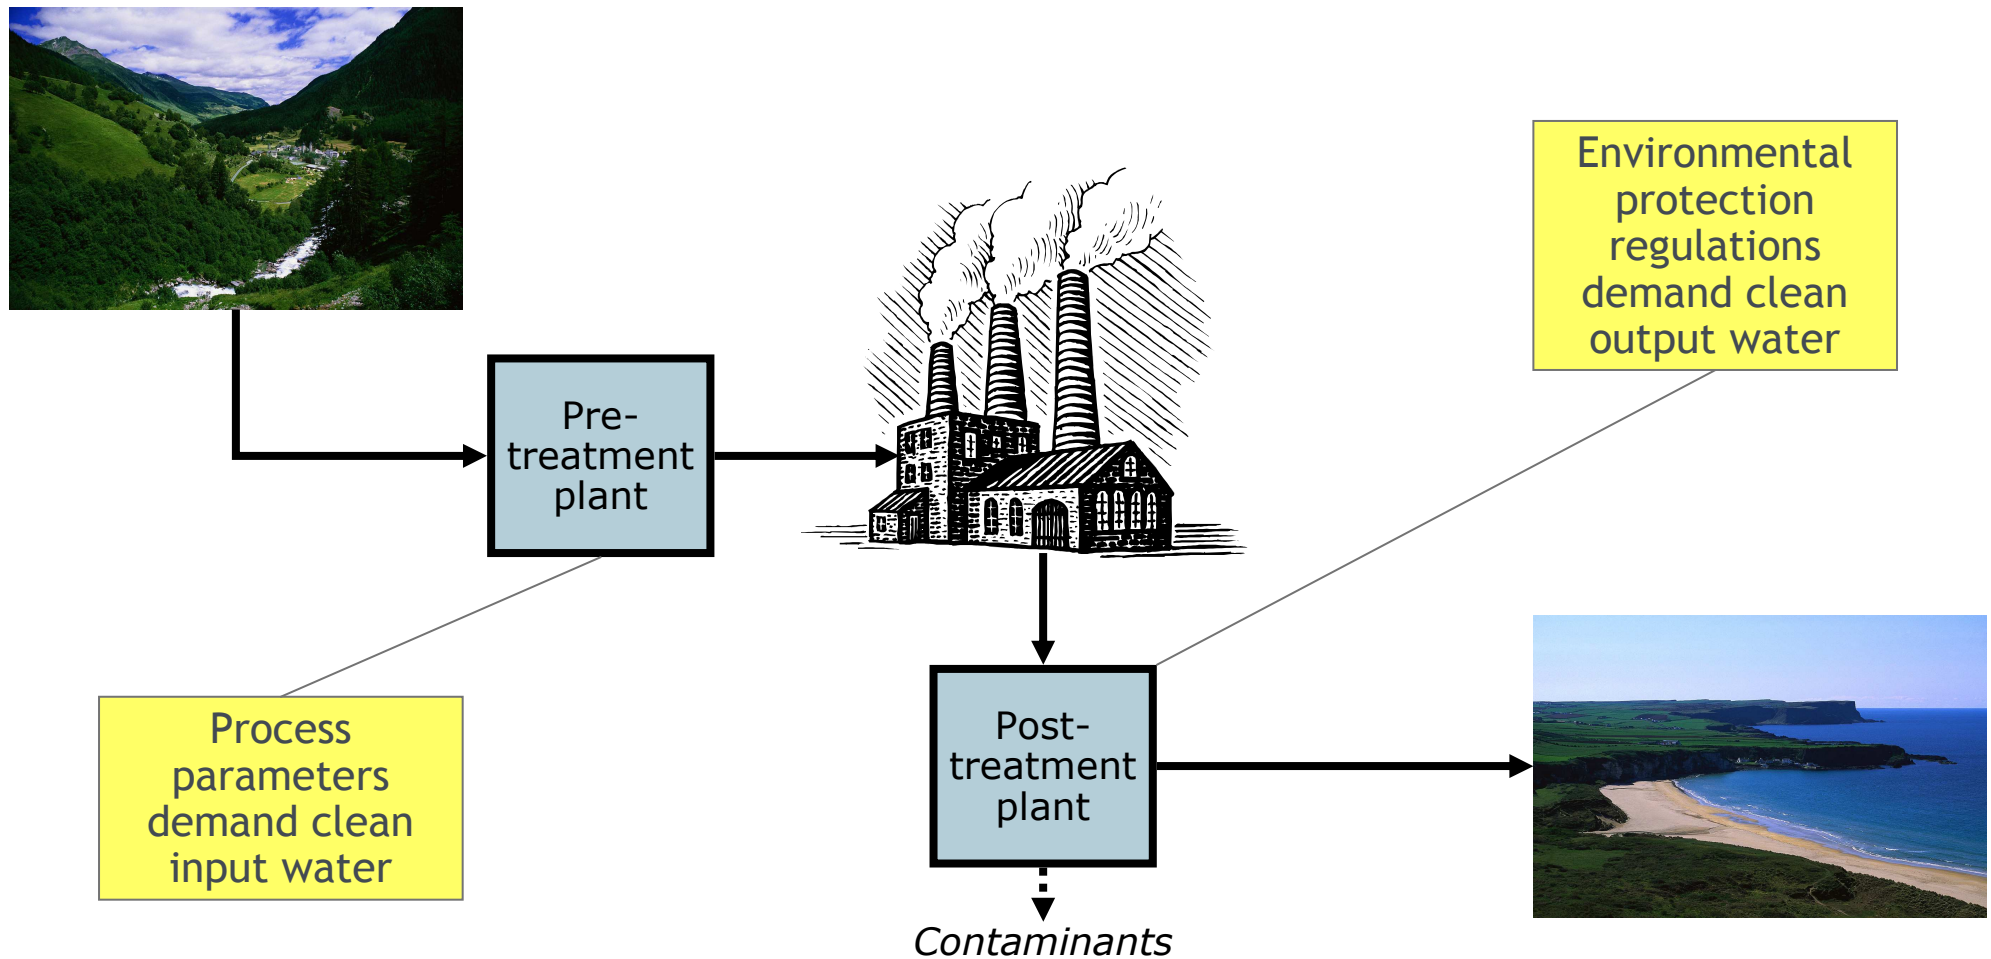 Environmental
protection
regulations
demand clean
output water
Pre-
treatment
plant
Process
parameters
demand clean
input water
Post-
treatment
plant
Contaminants